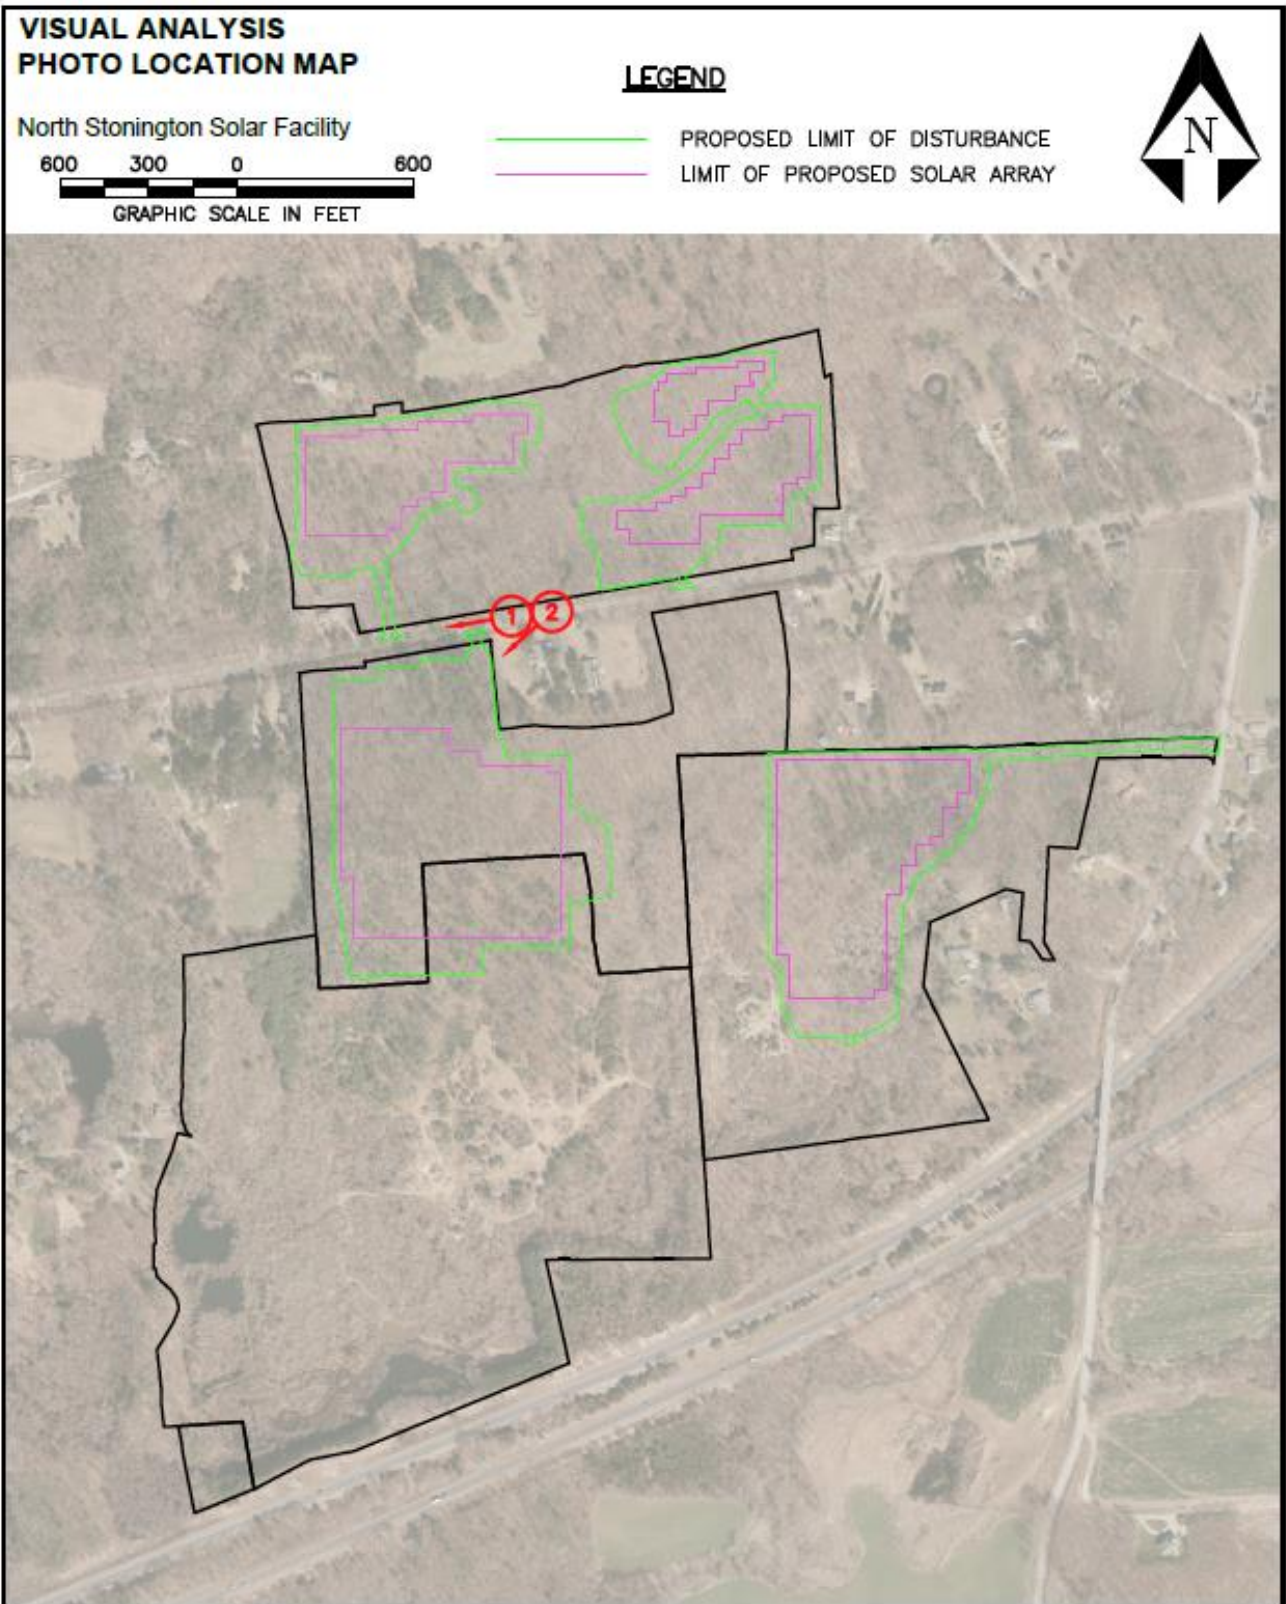 VISUAL ANALYSIS
PHOTO LOCATION MAP
North Stonington Solar Facility
600 300 0 600
GRAPHIC SCALE IN FEET
LEGEND
PROPOSED LIMIT OF DISTURBANCE
LIMIT OF PROPOSED SOLAR ARRAY
N
1 2